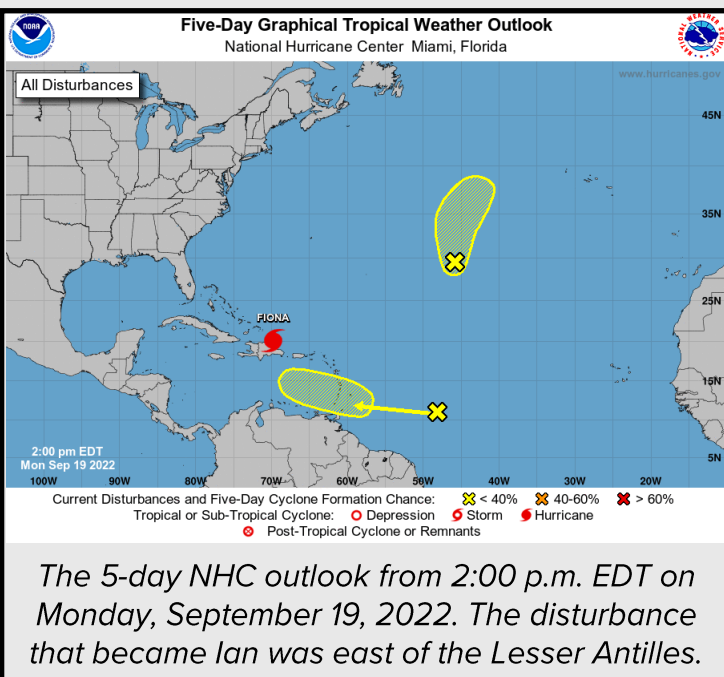 Five-Day Graphical Tropical Weather Outlook
National Hurricane Center Miami, Florida
NOAA
NATIONAL WEATHER SERVICE
All Disturbances
www.hurricanes.gov
45N
35N
25N
15N
5N
FIONA
2:00 pm EDT
Mon Sep 19 2022
100W 90W 80W 70W 60W 50W 40W 30W 20W
Current Disturbances and Five-Day Cyclone Formation Chance: < 40% 40-60% > 60%
Tropical or Sub-Tropical Cyclone: Depression Storm Hurricane
Post-Tropical Cyclone or Remnants
The 5-day NHC outlook from 2:00 p.m. EDT on
Monday, September 19, 2022. The disturbance
that became Ian was east of the Lesser Antilles.